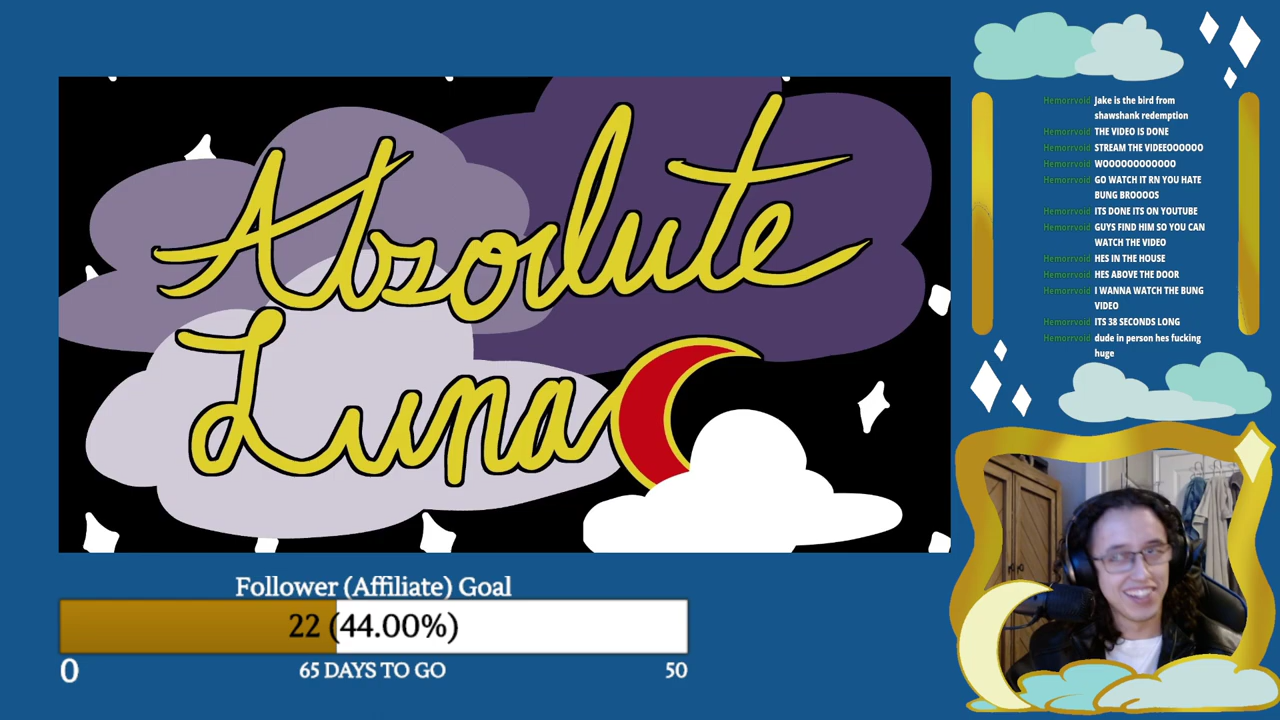 Absolute
Luna
Follower (Affiliate) Goal
22 (44.00%)
0
65 DAYS TO GO
50
Hemorrvoid Jake is the bird from
shawshank redemption
Hemorrvoid THE VIDEO IS DONE
Hemorrvoid STREAM THE VIDEEOOOOOO
Hemorrvoid WOOOOOOOOOOOO
Hemorrvoid GO WATCH IT RN YOU HATE
BUNG BROOOOS
Hemorrvoid ITS DONE ITS ON YOUTUBE
Hemorrvoid GUYS FIND HIM SO YOU CAN
WATCH THE VIDEO
Hemorrvoid HES IN THE HOUSE
Hemorrvoid HES ABOVE THE DOOR
Hemorrvoid I WANNA WATCH THE BUNG
VIDEO
Hemorrvoid ITS 38 SECONDS LONG
Hemorrvoid dude in person hes fucking
huge